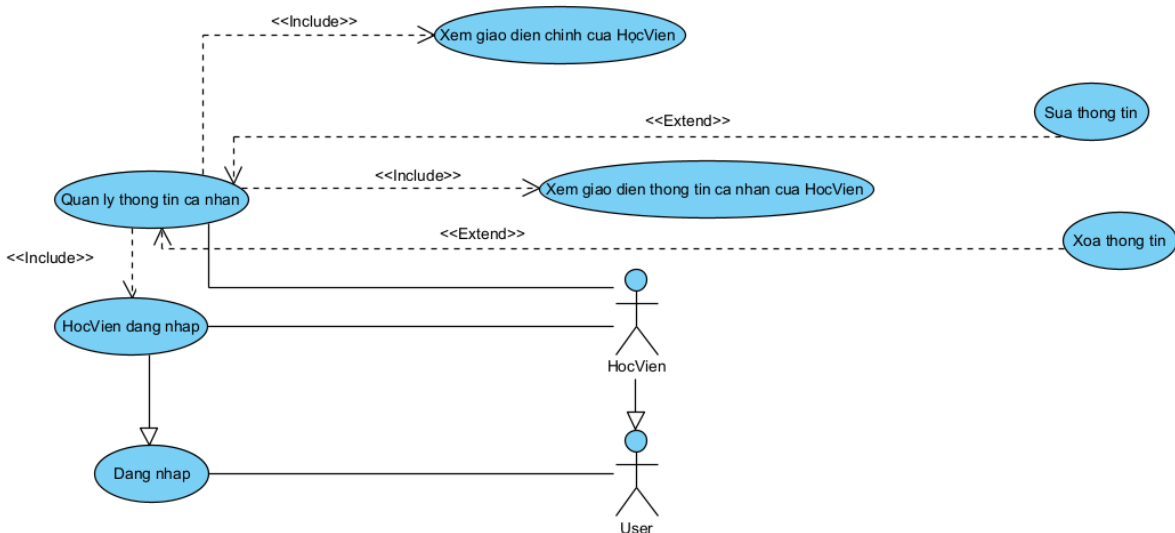 <<Include>>
Xem giao dien chinh cua HọcVien
Sua thong tin
<<Extend>>
<<Include>>
Xem giao dien thong tin ca nhan cua HocVien
Quan ly thong tin ca nhan
<<Extend>>
Xoa thong tin
<<Include>>
HocVien dang nhap
HocVien
Dang nhap
User